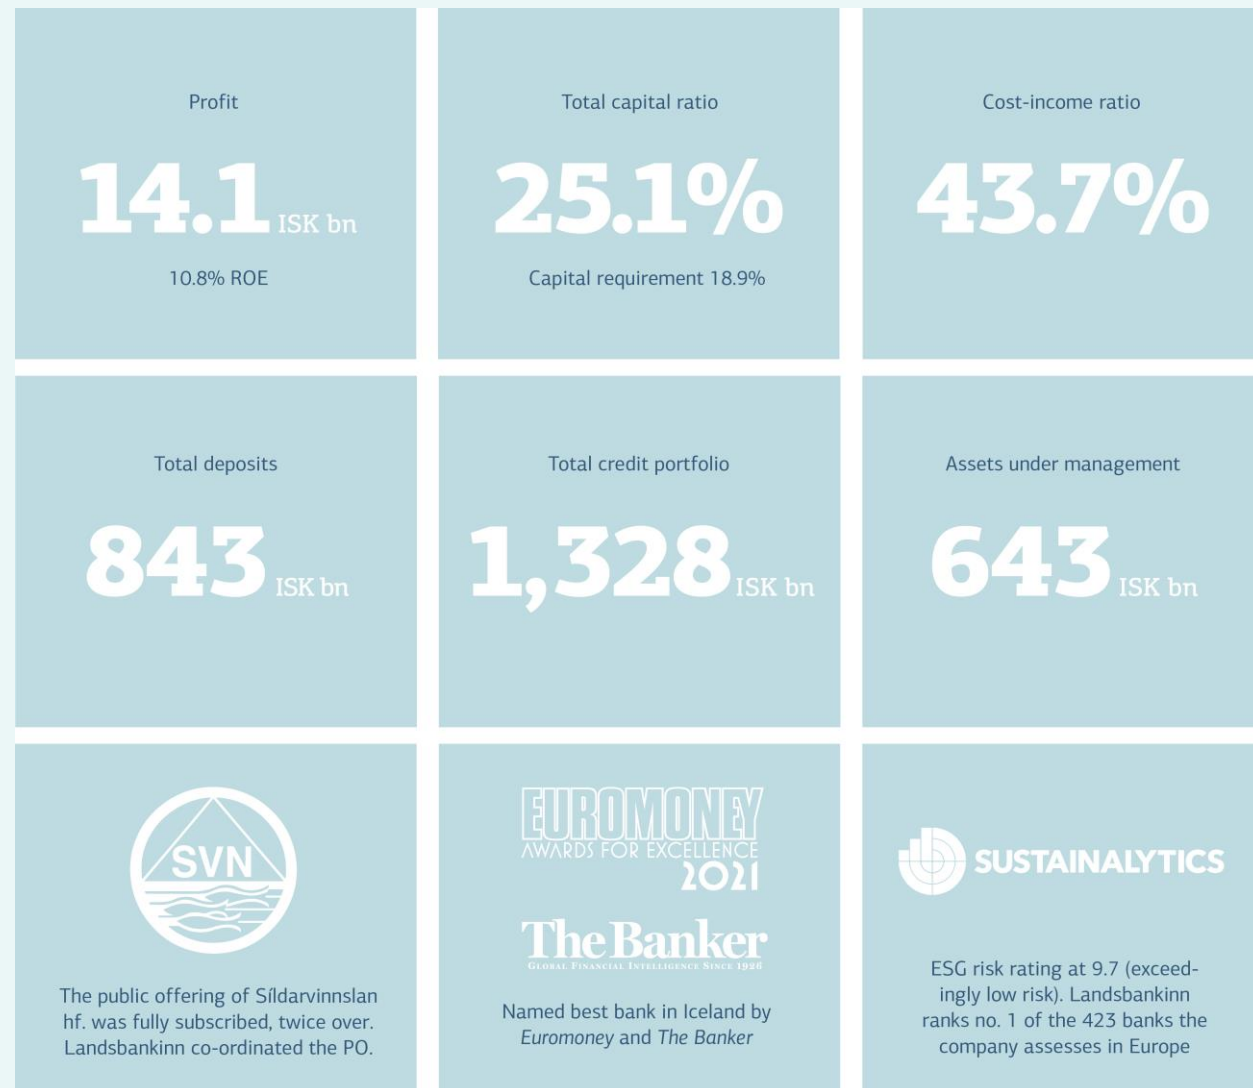 Profit
14.1 ISK bn
10.8% ROE
Total capital ratio
25.1%
Capital requirement 18.9%
Cost-income ratio
43.7%
Total deposits
843 ISK bn
Total credit portfolio
1,328 ISK bn
Assets under management
643 ISK bn
SVN
The public offering of Síldarvinnslan
hf. was fully subscribed, twice over.
Landsbankinn co-ordinated the PO.
EUROMONEY
AWARDS FOR EXCELLENCE
2021
The Banker
GLOBAL FINANCIAL INTELLIGENCE SINCE 1926
Named best bank in Iceland by
Euromoney and The Banker
SUSTAINALYTICS
ESG risk rating at 9.7 (exceed-
ingly low risk). Landsbankinn
ranks no. 1 of the 423 banks the
company assesses in Europe